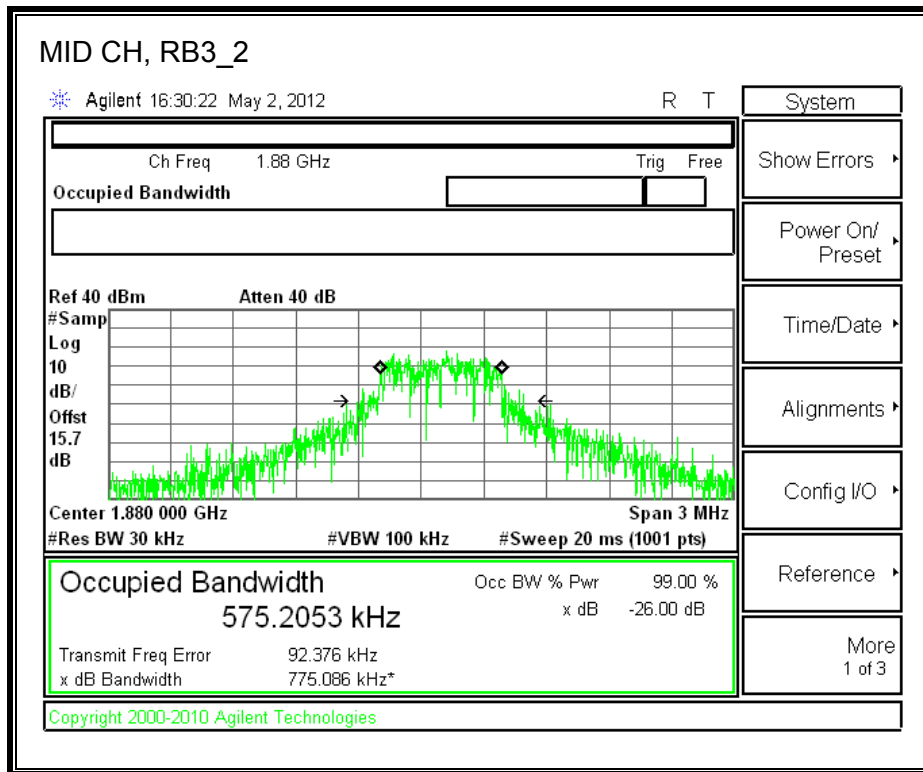 MID CH, RB3_2
Agilent 16:30:22 May 2, 2012 R T
System
Ch Freq 1.88 GHz Trig Free
Occupied Bandwidth
Show Errors
Power On/
Preset
Time/Date
Alignments
Config I/O
Reference
More
1 of 3
Ref 40 dBm Atten 40 dB
#Samp
Log
10
dB/
Offst
15.7
dB
Center 1.880 000 GHz Span 3 MHz
#Res BW 30 kHz #VBW 100 kHz #Sweep 20 ms (1001 pts)
Occupied Bandwidth Occ BW % Pwr 99.00 %
575.2053 kHz x dB -26.00 dB
Transmit Freq Error 92.376 kHz
x dB Bandwidth 775.086 kHz*
Copyright 2000-2010 Agilent Technologies